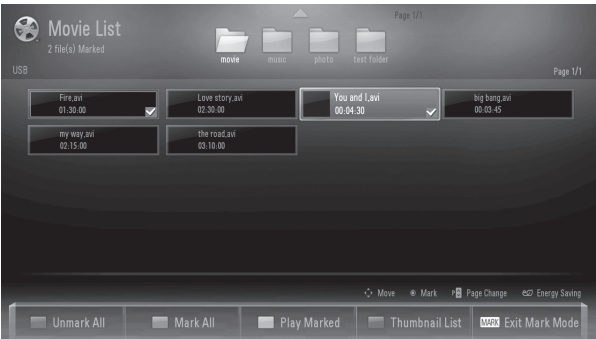 Movie List
Page 1/1
2 file(s) Marked
movie music photo text folder
USB
Page 1/1
Fire,avi
01:30:00
Love story,avi
02:30:00
You and I,avi
00:04:30
big bang,avi
00:03:45
my way,avi
02:15:00
the road,avi
03:10:00
Move Mark P Page Change Energy Saving
Unmark All Mark All Play Marked Thumbnail List MARK Exit Mark Mode